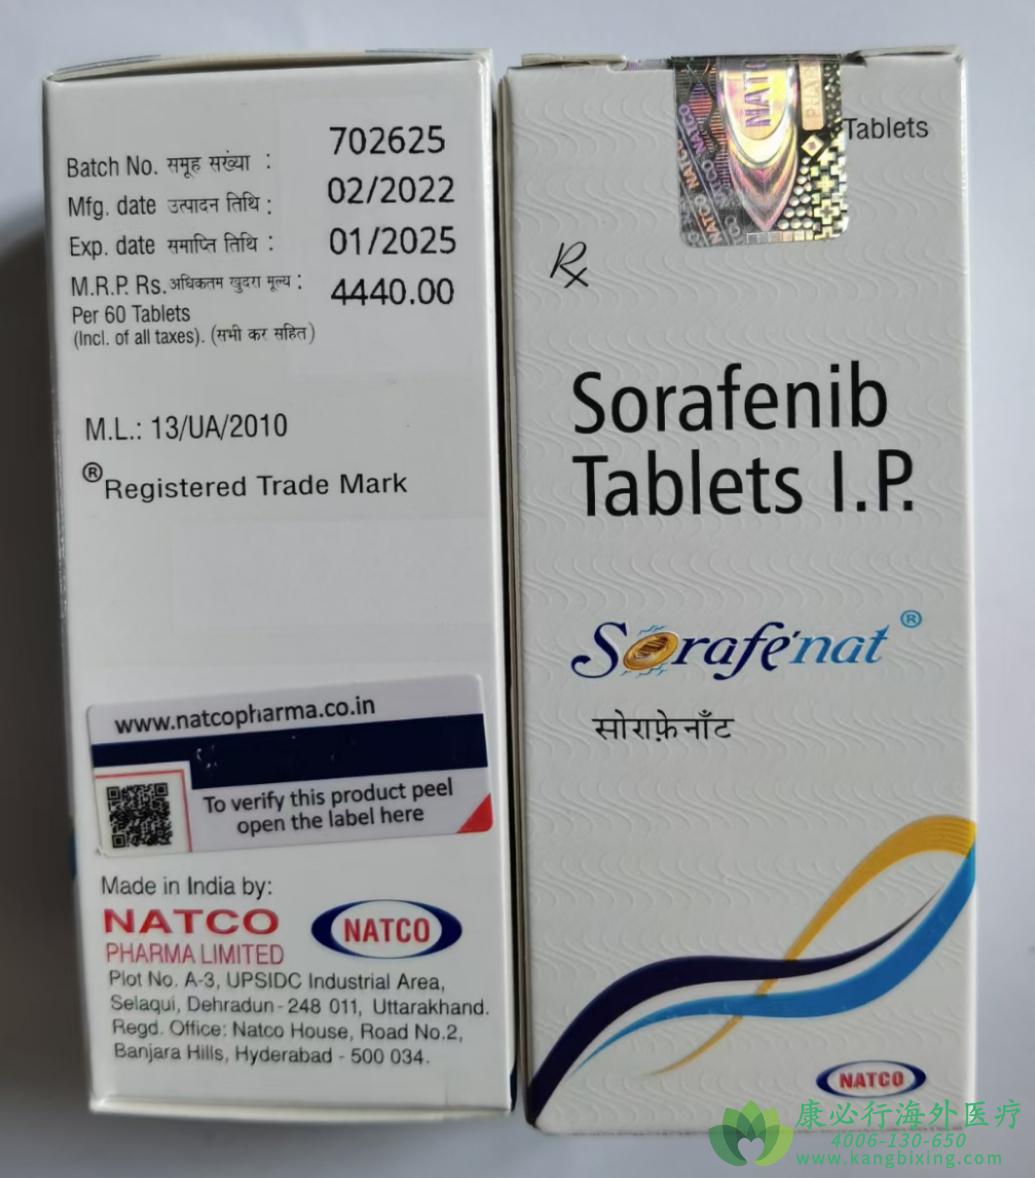 Batch No. समूह सख्ंया : 702625
Mfg. date उत्पादन तिथि : 02/2022
Exp. date समाप्ति तिथि : 01/2025
M.R.P. Rs. अधिकतम खुदरा मूल्य : 4440.00
Per 60 Tablets
(Incl. of all taxes). (सभी कर सहित)
M.L.: 13/UA/2010
® Registered Trade Mark
www.natcopharma.co.in
To verify this product peel
open the label here
Made in India by:
NATCO
PHARMA LIMITED
NATCO
Plot No. A-3, UPSIDC Industrial Area,
Selaqui, Dehradun - 248 011, Uttarakhand.
Regd. Office: Natco House, Road No.2,
Banjara Hills, Hyderabad - 500 034.
Tablets
NATCO
Rx
Sorafenib
Tablets I.P.
Sorafenat ®
सोराफ़ेनॉंट
NATCO
康必行海外医疗
4006-130-650
www.kangbixing.com